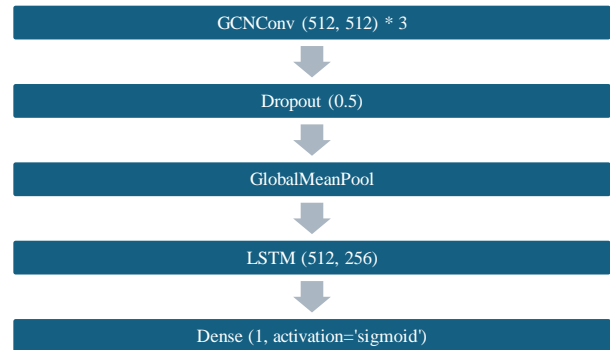 GCNConv (512, 512) * 3
Dropout (0.5)
GlobalMeanPool
LSTM (512, 256)
Dense (1, activation='sigmoid')